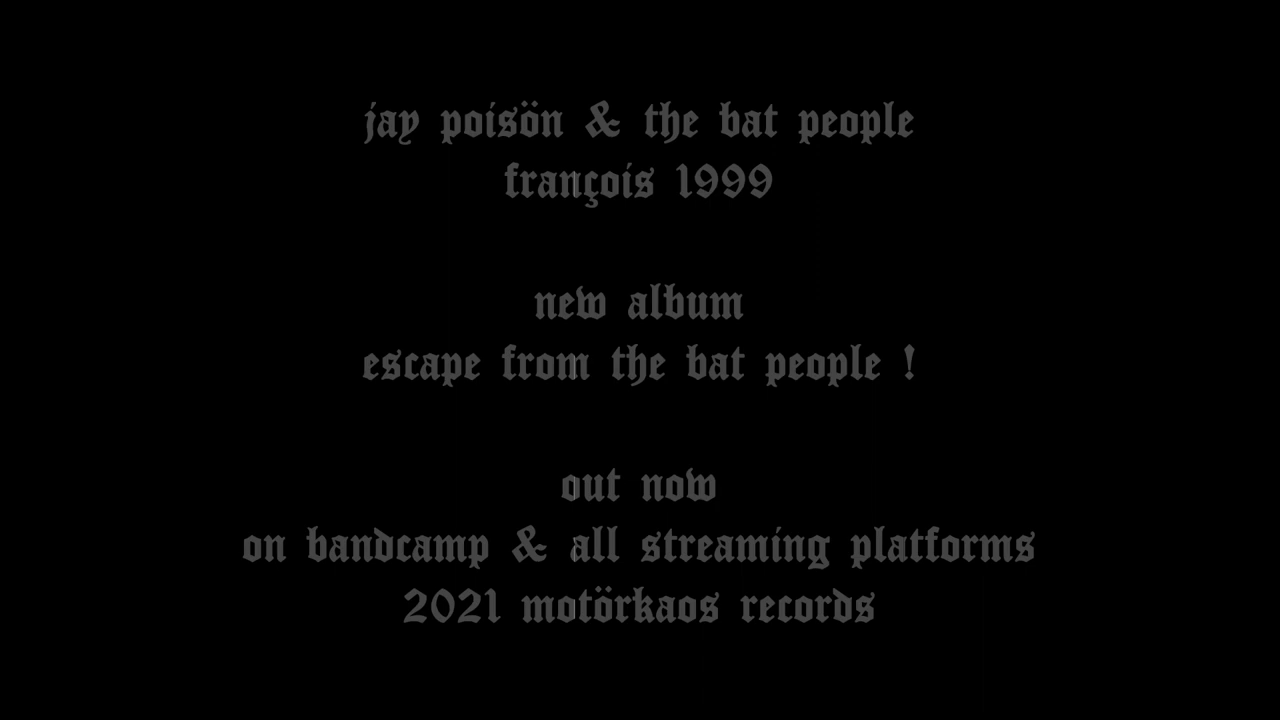 jay poisön & the bat people
françois 1999
new album
escape from the bat people !
out now
on bandcamp & all streaming platforms
2021 motörkaos records